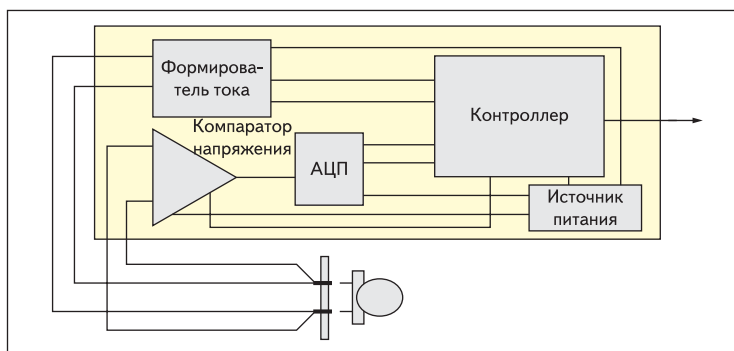 Формирова-
тель тока
Компаратор
напряжения
АЦП
Контроллер
Источник
питания